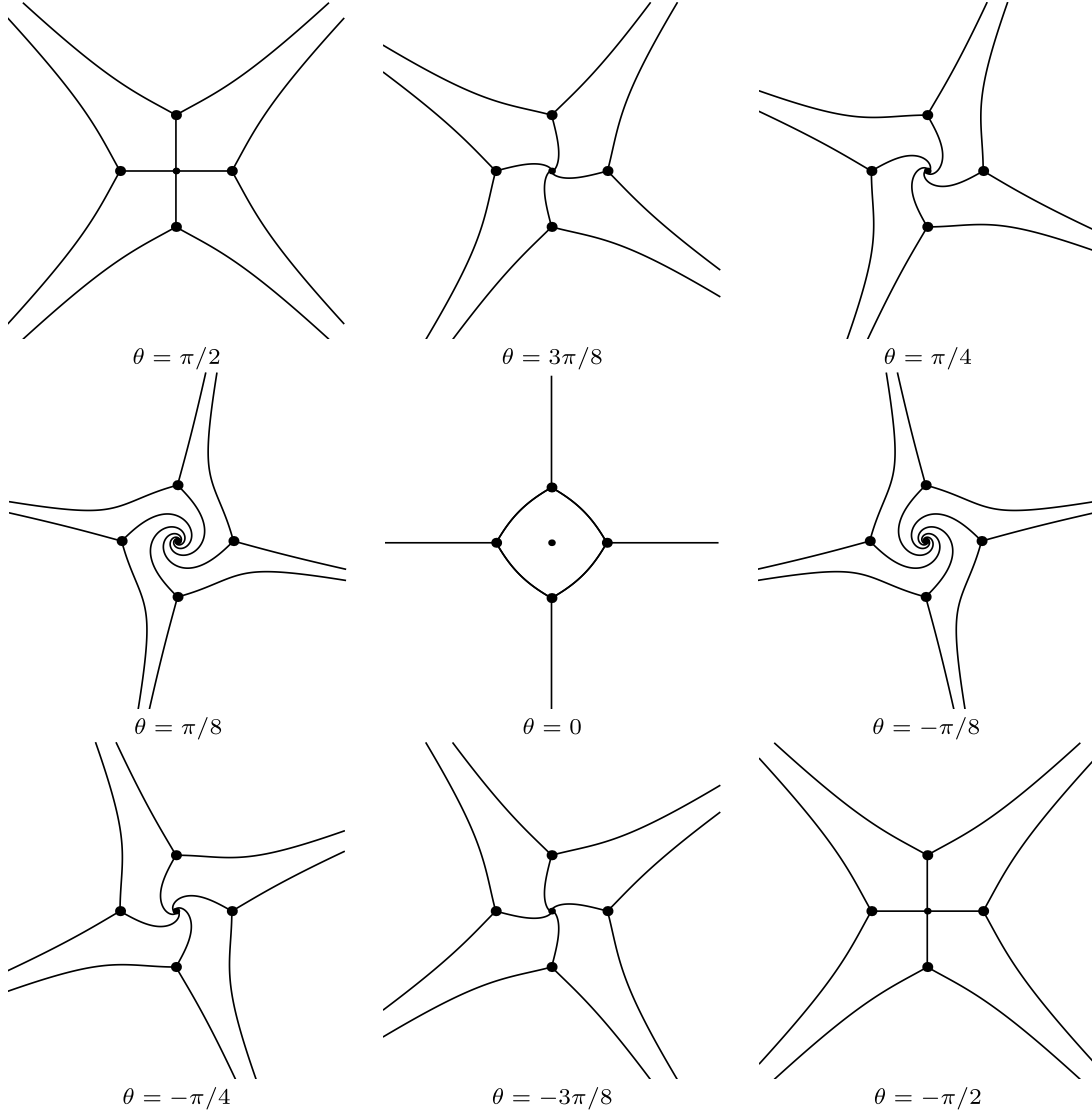 θ = π/2
θ = 3π/8
θ = π/4
θ = π/8
θ = 0
θ = −π/8
θ = −π/4
θ = −3π/8
θ = −π/2